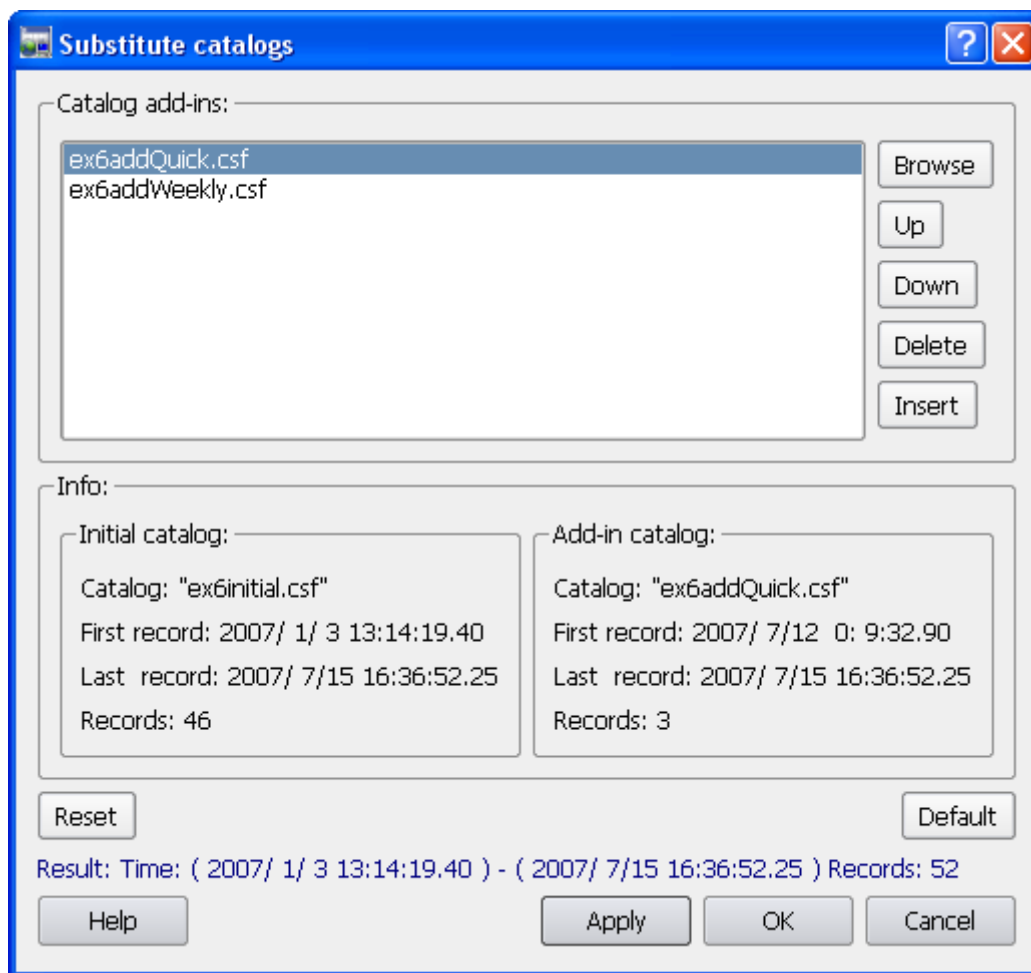 Substitute catalogs
Catalog add-ins:
ex6addQuick.csf
ex6addWeekly.csf
Browse
Up
Down
Delete
Insert
Info:
Initial catalog:
Catalog: "ex6initial.csf"
First record: 2007/ 1/ 3 13:14:19.40
Last  record: 2007/ 7/15 16:36:52.25
Records: 46
Add-in catalog:
Catalog: "ex6addQuick.csf"
First record: 2007/ 7/12  0: 9:32.90
Last  record: 2007/ 7/15 16:36:52.25
Records: 3
Reset
Default
Result: Time: ( 2007/ 1/ 3 13:14:19.40 ) - ( 2007/ 7/15 16:36:52.25 ) Records: 52
Help
Apply
OK
Cancel